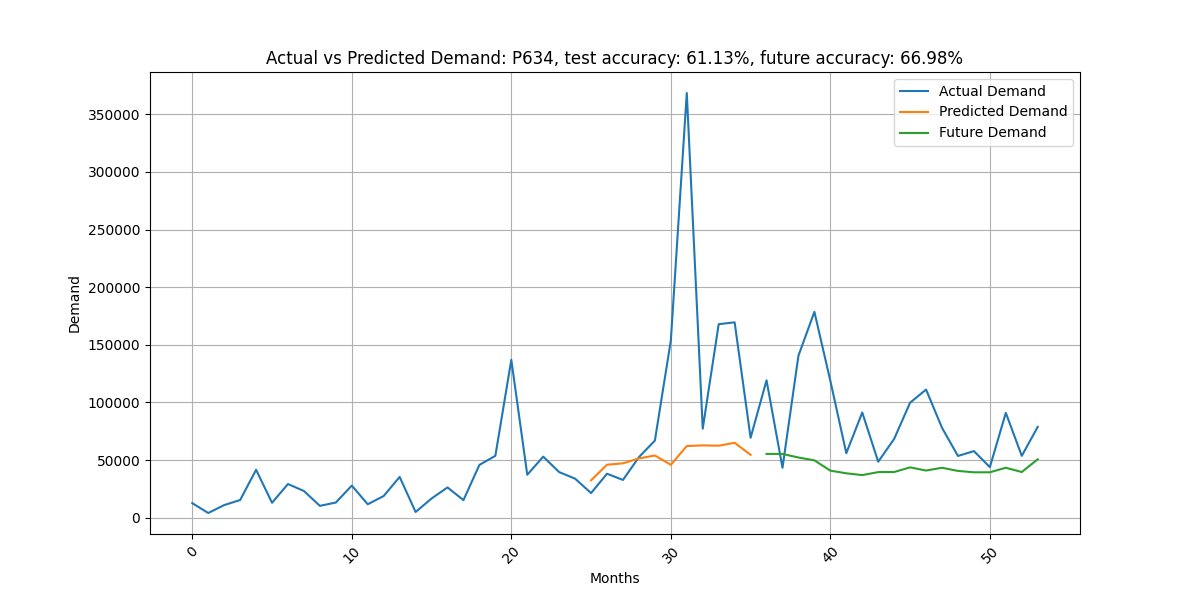 Actual vs Predicted Demand: P634, test accuracy: 61.13%, future accuracy: 66.98%
Actual Demand
Predicted Demand
Future Demand
350000
300000
250000
200000
150000
100000
50000
0
Demand
0
10
20
30
40
50
Months